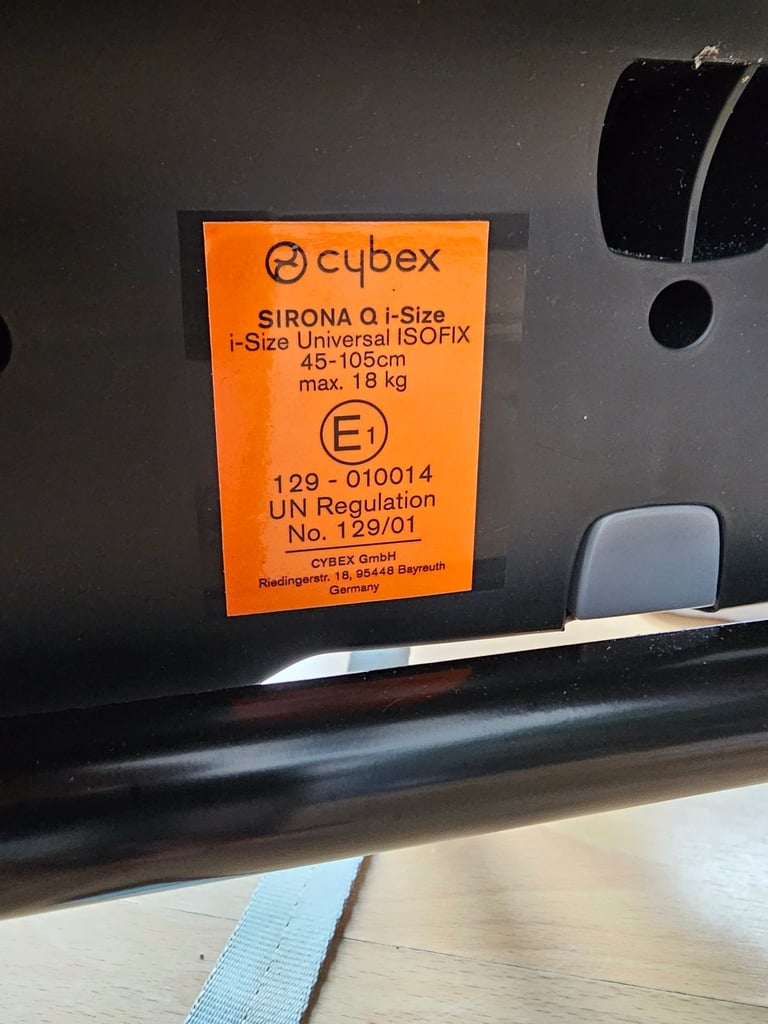 cybex
SIRONA Q i-Size
i-Size Universal ISOFIX
45-105cm
max. 18 kg
E1
129 - 010014
UN Regulation
No. 129/01
CYBEX GmbH
Riedingerstr. 18, 95448 Bayreuth
Germany